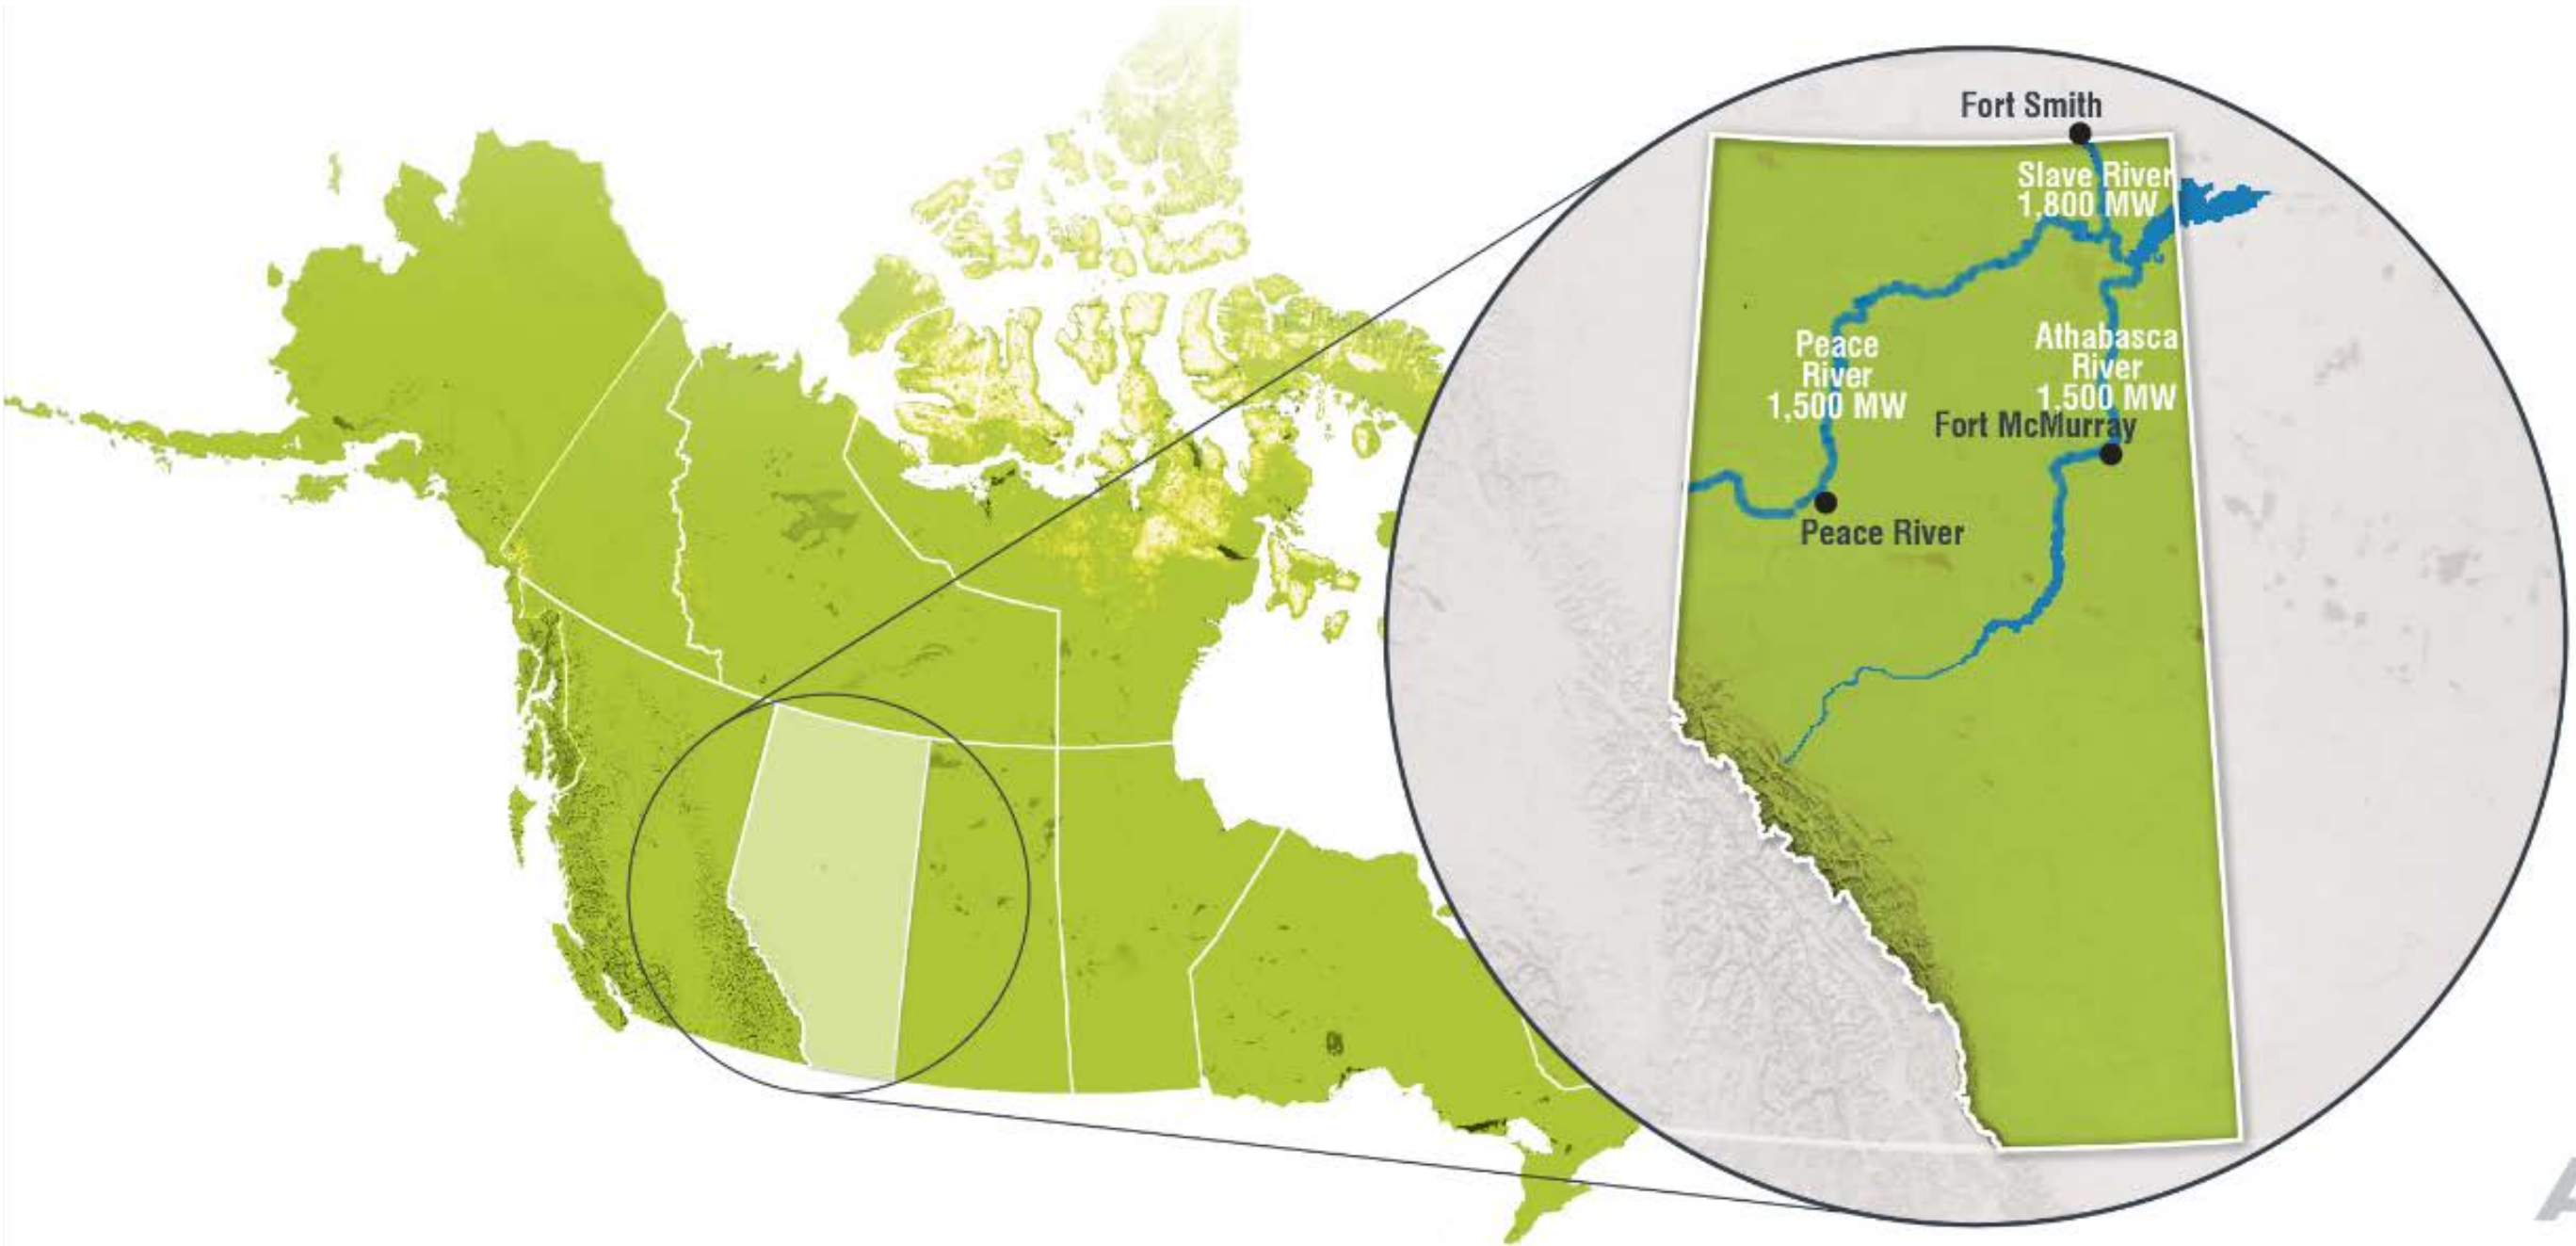 Fort Smith
Slave River
1,800 MW
Peace
River
1,500 MW
Athabasca
River
1,500 MW
Fort McMurray
Peace River